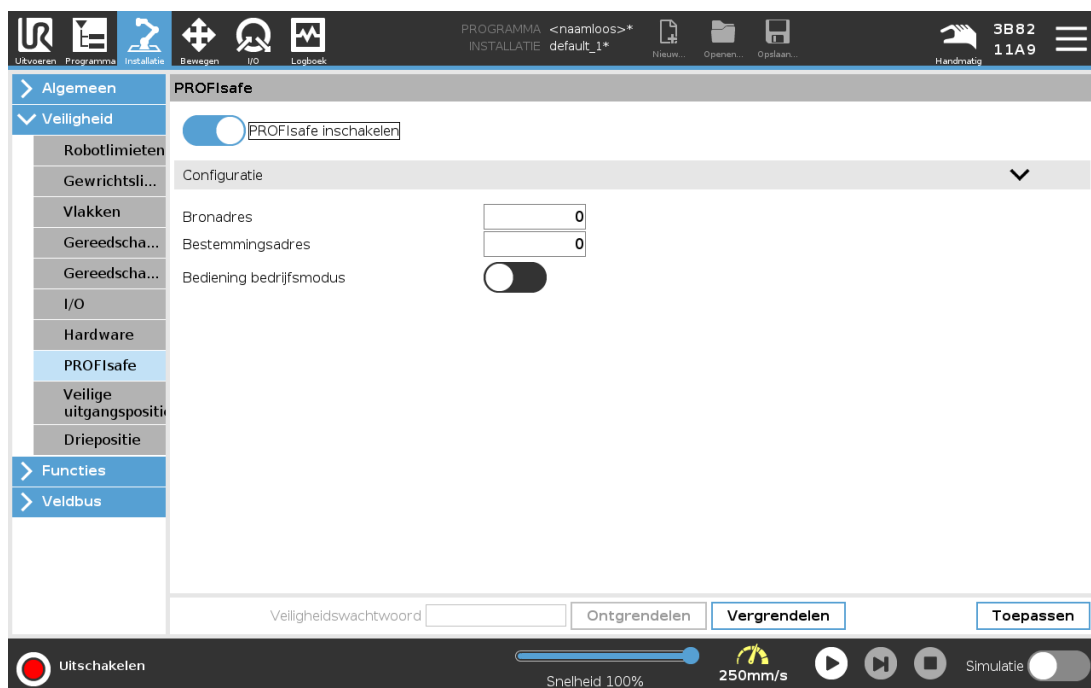 PROGRAMMA <naamloos>*
INSTALLATIE default_1*
Uitvoeren Programma Installatie Bewegen I/O Logboek Nieuw... Openen... Opslaan... Handmatig
3B82
11A9
Algemeen
Veiligheid
Robotlimieten
Gewrichtsli...
Vlakken
Gereedscha...
Gereedscha...
I/O
Hardware
PROFIsafe
Veilige
uitgangspositi
Driepositie
Functies
Veldbus
PROFIsafe
PROFIsafe inschakelen
Configuratie
Bronadres 0
Bestemmingsadres 0
Bediening bedrijfsmodus
Veiligheidswachtwoord Ontgrendelen Vergrendelen Toepassen
Uitschakelen
Snelheid 100%
250mm/s
Simulatie